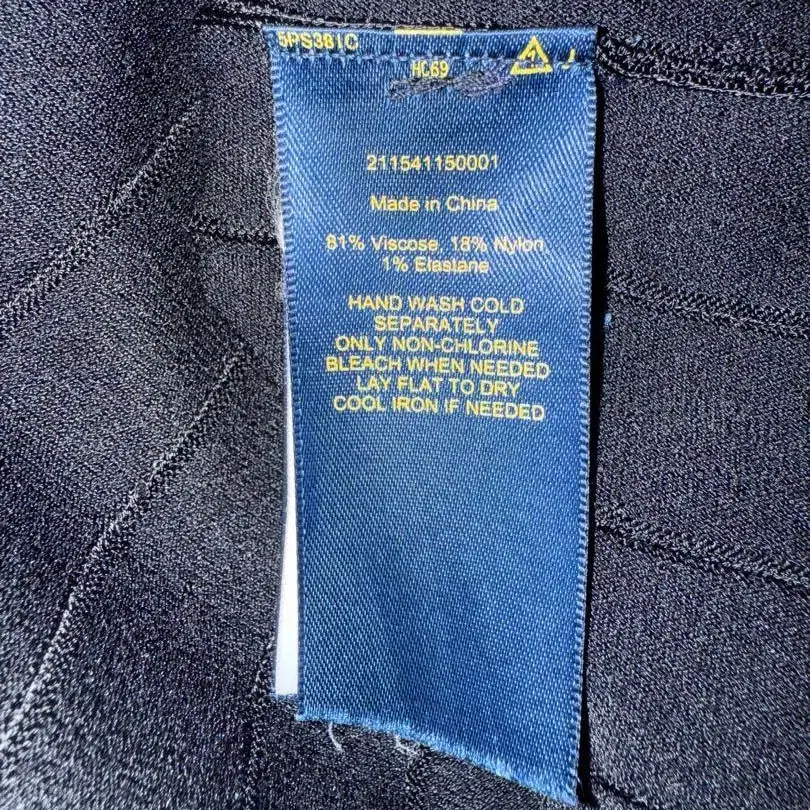 5PS381C
HC69
211541150001
Made in China
81% Viscose, 18% Nylon
1% Elastane
HAND WASH COLD
SEPARATELY
ONLY NON-CHLORINE
BLEACH WHEN NEEDED
LAY FLAT TO DRY
COOL IRON IF NEEDED